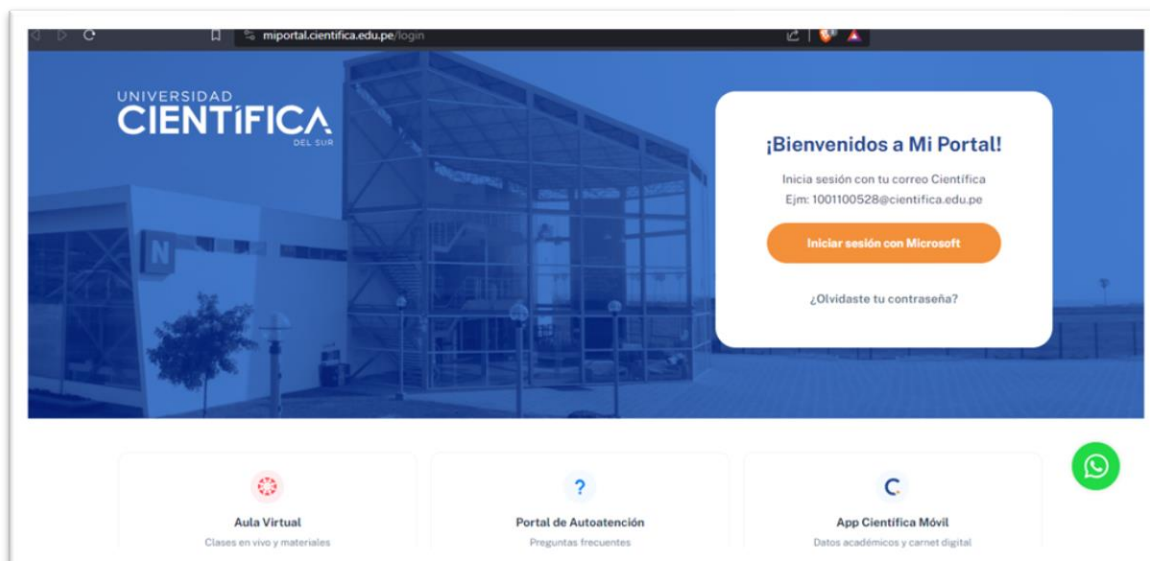 miportal.cientifica.edu.pe/login
UNIVERSIDAD
CIENTÍFICA
DEL SUR
N
¡Bienvenidos a Mi Portal!
Inicia sesión con tu correo Científica
Ejm: 1001100528@cientifica.edu.pe
Iniciar sesión con Microsoft
¿Olvidaste tu contraseña?
?
C.
Aula Virtual
Clases en vivo y materiales
Portal de Autoatención
Preguntas frecuentes
App Científica Móvil
Datos académicos y carnet digital